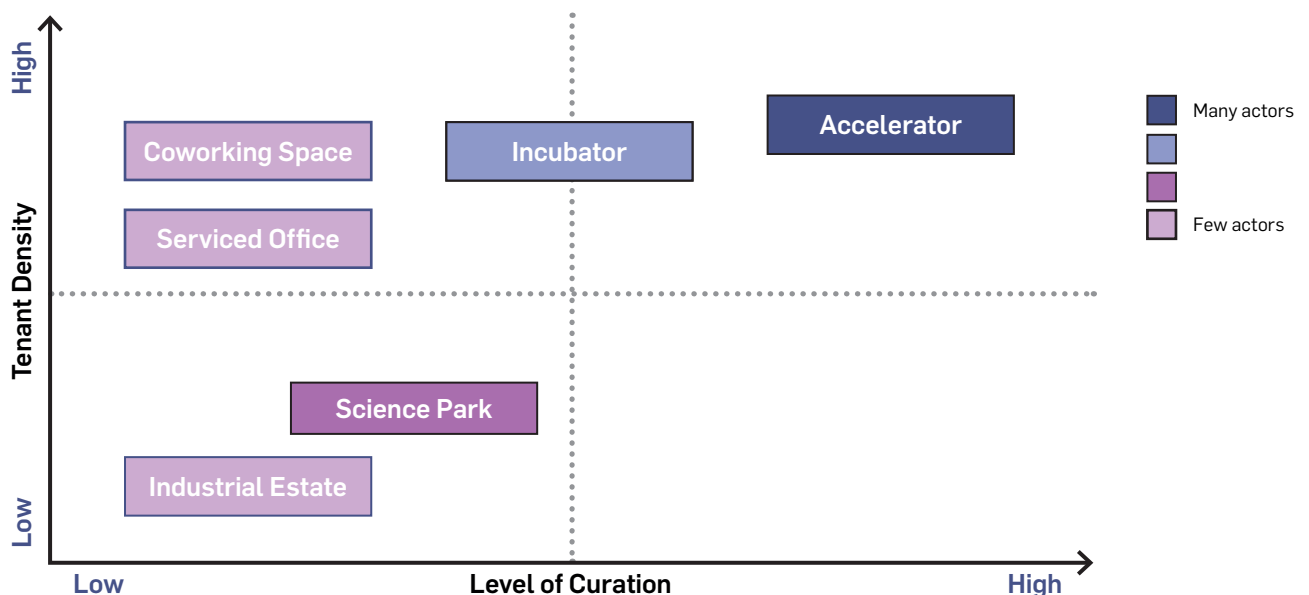 High
Tenant Density
Low
Coworking Space
Incubator
Accelerator
Serviced Office
Science Park
Industrial Estate
Low
Level of Curation
High
Many actors
Few actors